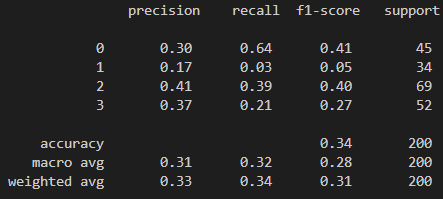 precision recall f1-score support
0 0.30 0.64 0.41 45
1 0.17 0.03 0.05 34
2 0.41 0.39 0.40 69
3 0.37 0.21 0.27 52
accuracy 0.34 200
macro avg 0.31 0.32 0.28 200
weighted avg 0.33 0.34 0.31 200